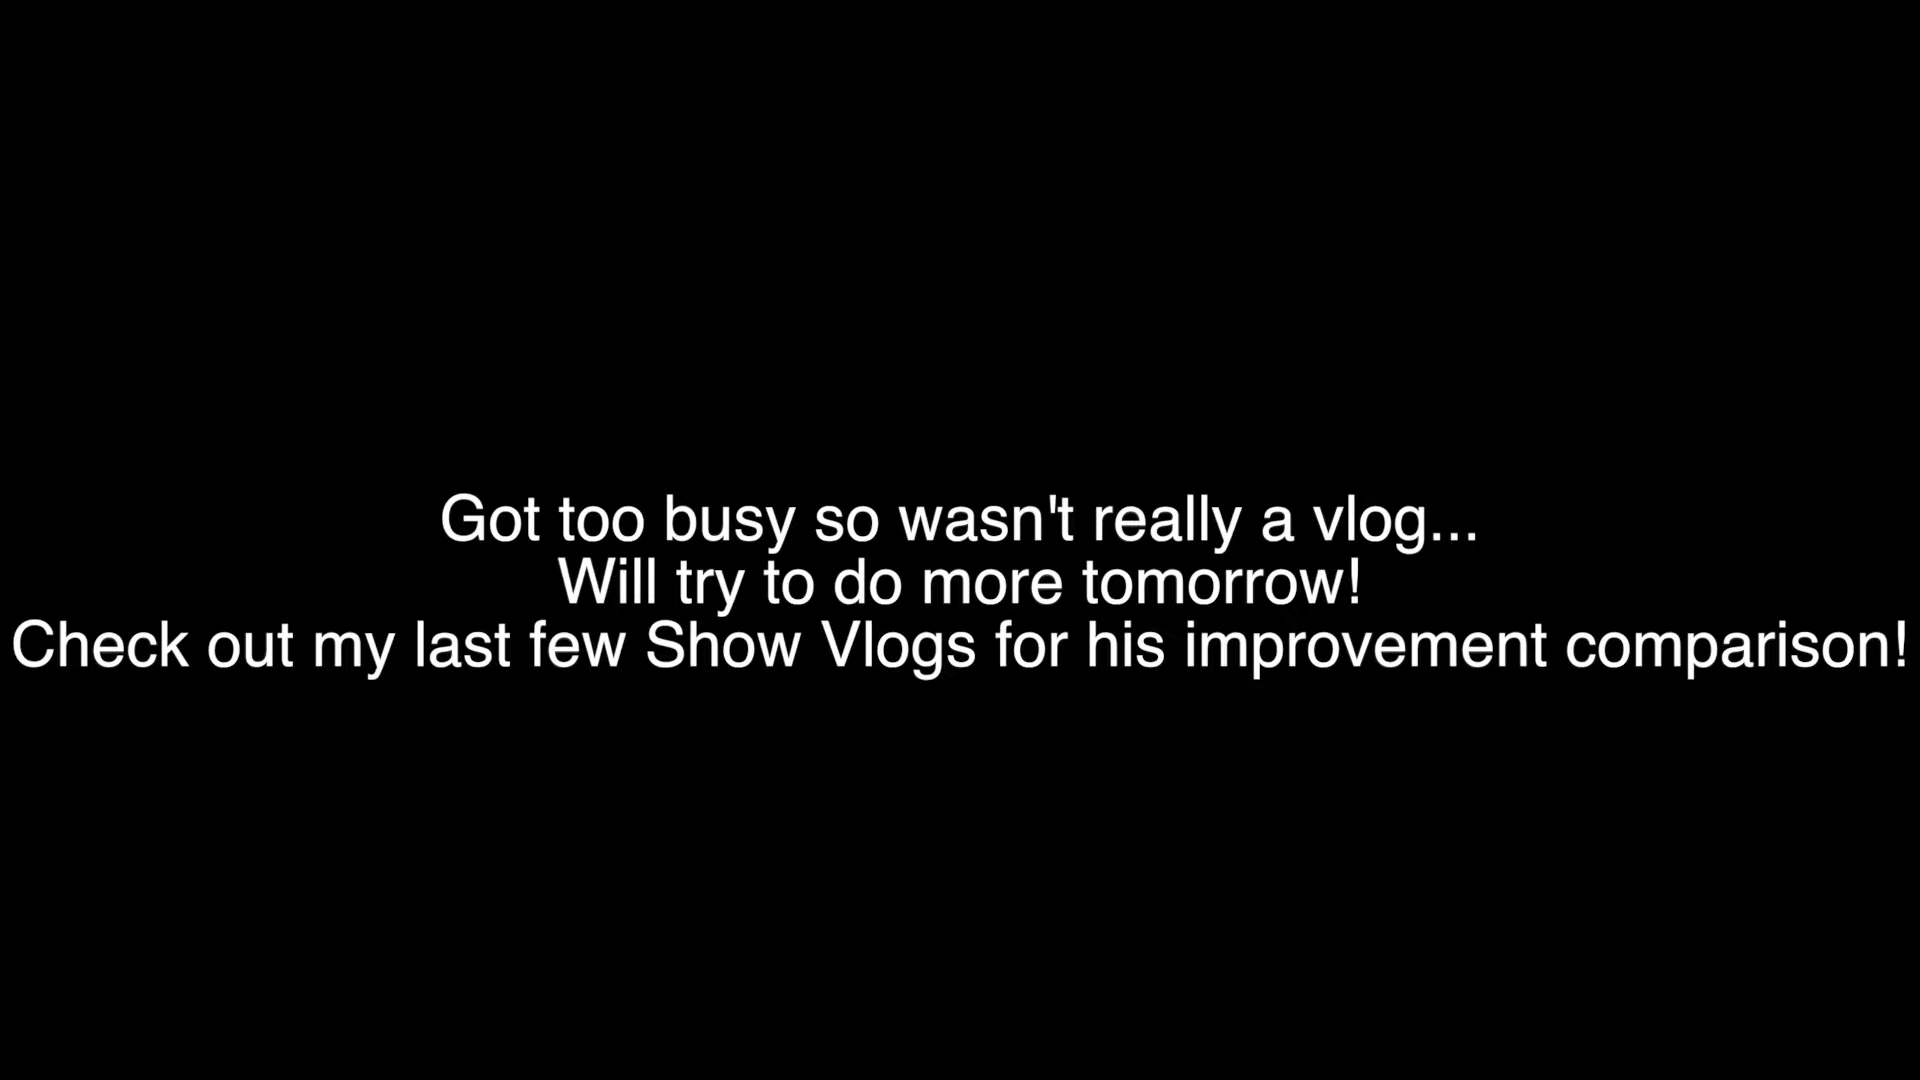 Got too busy so wasn't really a vlog...
Will try to do more tomorrow!
Check out my last few Show Vlogs for his improvement comparison!